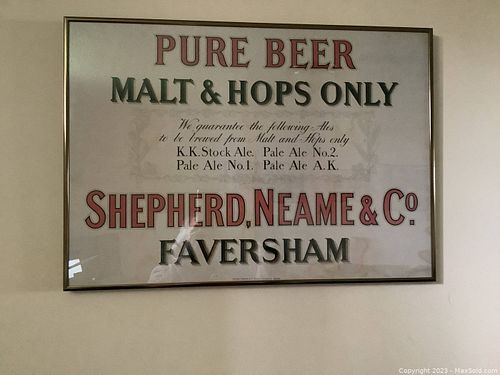 PURE BEER
MALT & HOPS ONLY
We guarantee the following Ales
to be brewed from Malt and Hops only
K.K. Stock Ale. Pale Ale No. 2.
Pale Ale No. 1. Pale Ale A.K.
SHEPHERD, NEAME & Co.
FAVERSHAM
Copyright 2023 - MaxSold.com